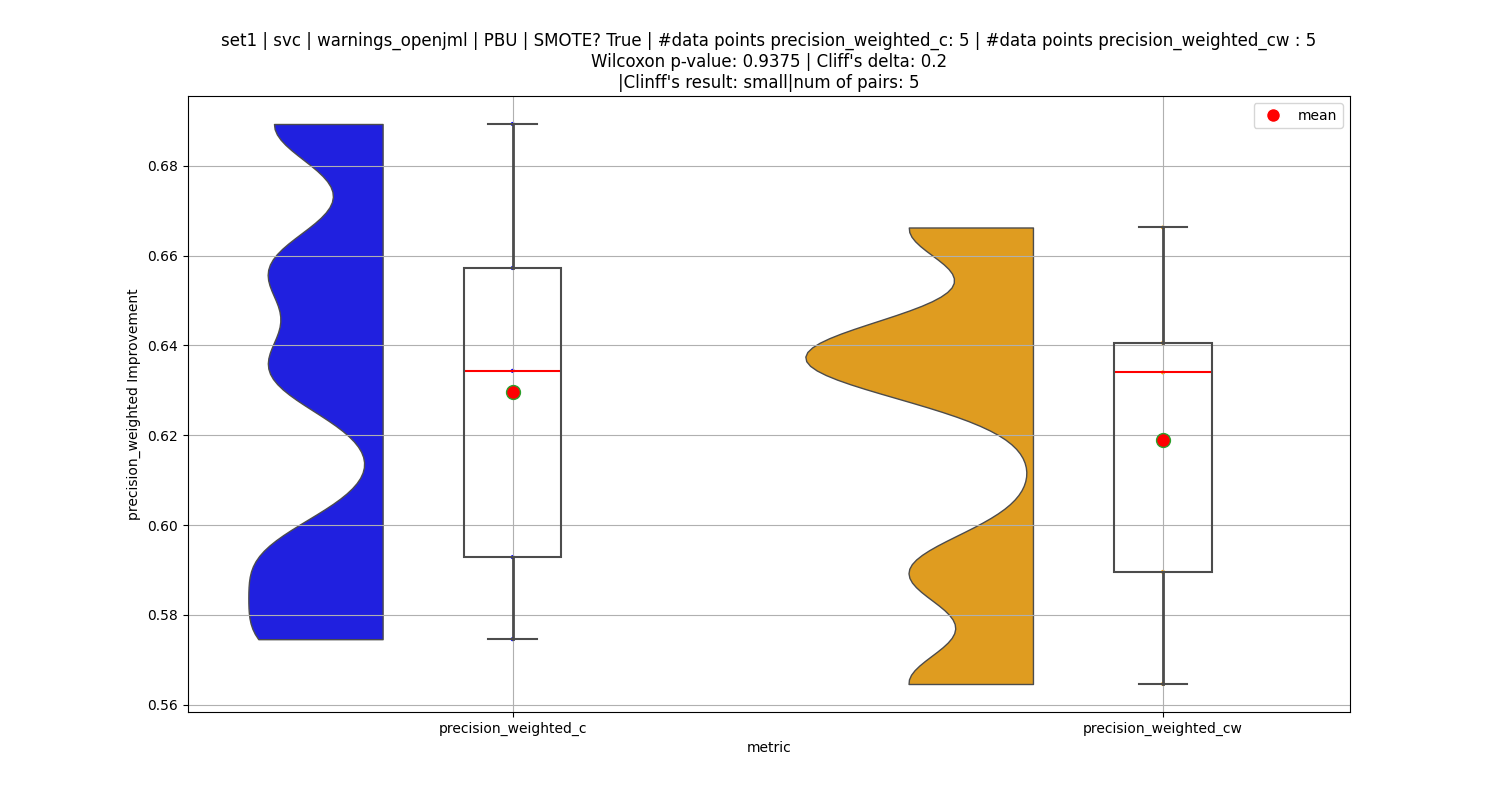 set1 | svc | warnings_openjml | PBU | SMOTE? True | #data points precision_weighted_c: 5 | #data points precision_weighted_cw : 5
Wilcoxon p-value: 0.9375 | Cliff's delta: 0.2
|Clinff's result: small|num of pairs: 5
mean
0.68
0.66
0.64
0.62
0.60
0.58
0.56
precision_weighted Improvement
precision_weighted_c
precision_weighted_cw
metric